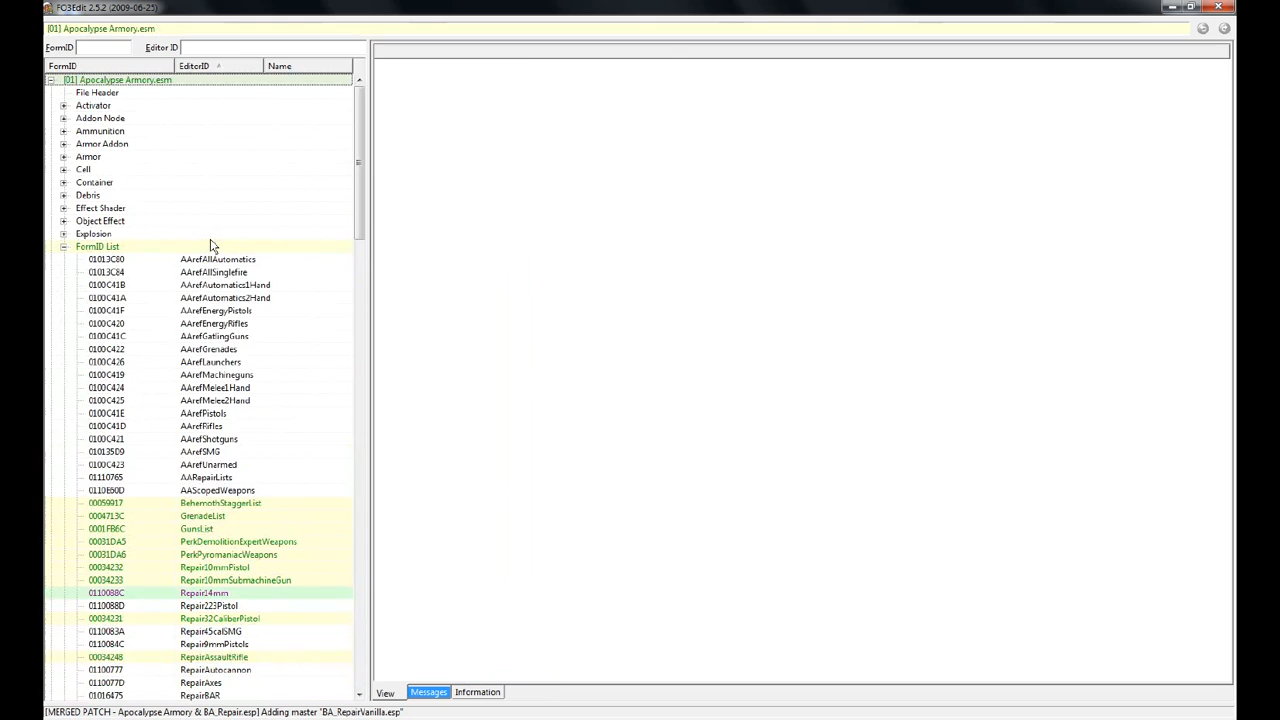 FO3Edit 2.5.2 (2009-06-25)
[01] Apocalypse Armory.esm
FormID Editor ID
FormID EditorID Name
[01] Apocalypse Armory.esm
File Header
Activator
Addon Node
Ammunition
Armor Addon
Armor
Cell
Container
Debris
Effect Shader
Object Effect
Explosion
FormID List
01013C80 AArefAllAutomatics
01013C84 AArefAllSinglefire
0100C41B AArefAutomatics1Hand
0100C41A AArefAutomatics2Hand
0100C41F AArefEnergyPistols
0100C420 AArefEnergyRifles
0100C41C AArefGatlingGuns
0100C422 AArefGrenades
0100C426 AArefLaunchers
0100C419 AArefMachineguns
0100C424 AArefMelee1Hand
0100C425 AArefMelee2Hand
0100C41E AArefPistols
0100C41D AArefRifles
0100C421 AArefShotguns
010135D9 AArefSMG
0100C423 AArefUnarmed
01110765 AARepairLists
0110E60D AAScopedWeapons
00059917 BehemothStaggerList
0004713C GrenadeList
0001FB6C GunsList
00031DA5 PerkDemolitionExpertWeapons
00031DA6 PerkPyromaniacWeapons
00034232 Repair10mmPistol
00034233 Repair10mmSubmachineGun
0110088C Repair14mm
0110088D Repair223Pistol
00034231 Repair32CaliberPistol
0110083A Repair45calSMG
0110084C Repair9mmPistols
00034248 RepairAssaultRifle
01100777 RepairAutocannon
0110077D RepairAxes
01016475 RepairBAR
View Messages Information
[MERGED PATCH - Apocalypse Armory & BA_Repair.esp] Adding master "BA_RepairVanilla.esp"